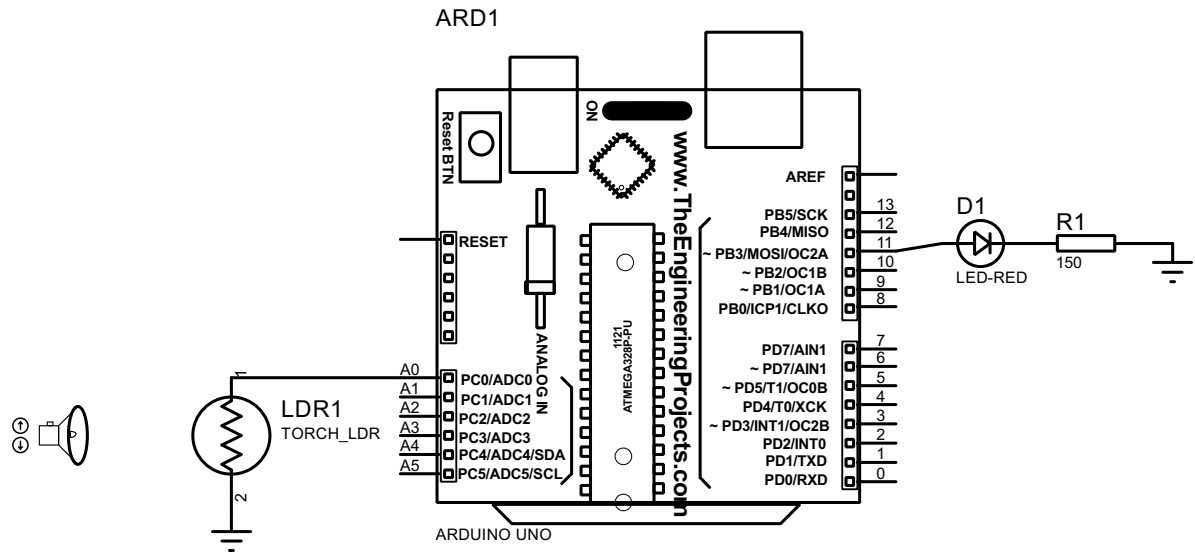 ARD1
ON
Reset BTN
www.TheEngineeringProjects.com
RESET
ANALOG IN
1121
ATMEGA328P-PU
AREF
PB5/SCK 13
PB4/MISO 12
~ PB3/MOSI/OC2A 11
~ PB2/OC1B 10
~ PB1/OC1A 9
PB0/ICP1/CLKO 8
D1
LED-RED
R1
150
PD7/AIN1 7
~ PD7/AIN1 6
~ PD5/T1/OC0B 5
PD4/T0/XCK 4
~ PD3/INT1/OC2B 3
PD2/INT0 2
PD1/TXD 1
PD0/RXD 0
A0 PC0/ADC0
A1 PC1/ADC1
A2 PC2/ADC2
A3 PC3/ADC3
A4 PC4/ADC4/SDA
A5 PC5/ADC5/SCL
1
LDR1
TORCH_LDR
2
ARDUINO UNO